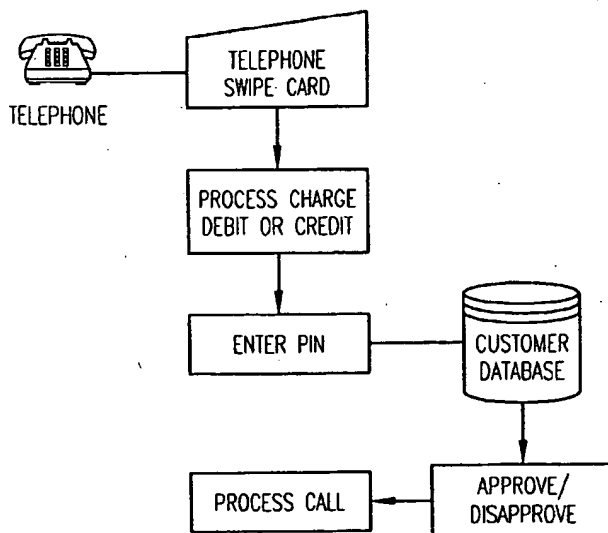 TELEPHONE
TELEPHONE
SWIPE CARD
PROCESS CHARGE
DEBIT OR CREDIT
ENTER PIN
CUSTOMER
DATABASE
APPROVE/
DISAPPROVE
PROCESS CALL